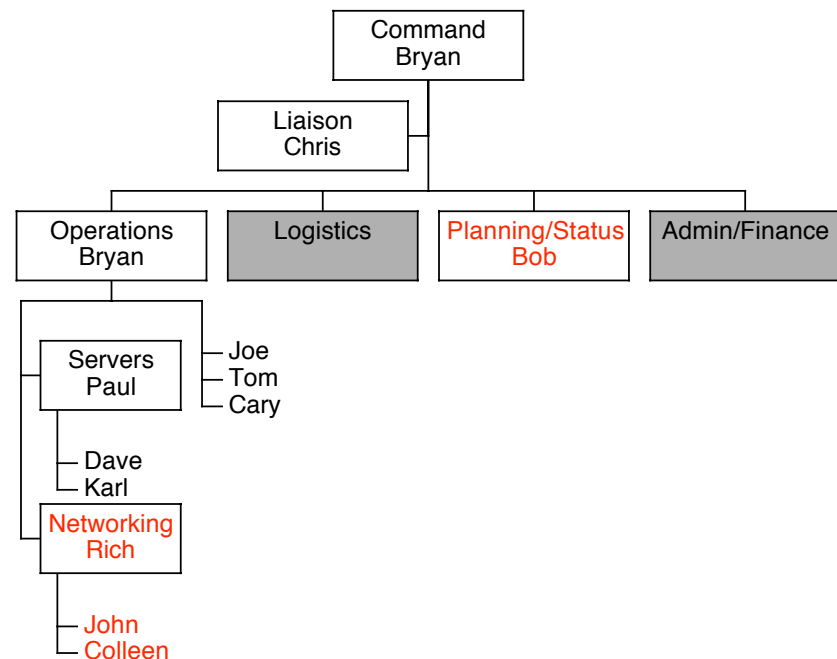 Command
Bryan
Liaison
Chris
Operations
Bryan
Logistics
Planning/Status
Bob
Admin/Finance
Servers
Paul
Joe
Tom
Cary
Dave
Karl
Networking
Rich
John
Colleen